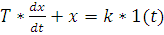 T * dx/dt + x = k * 1(t)